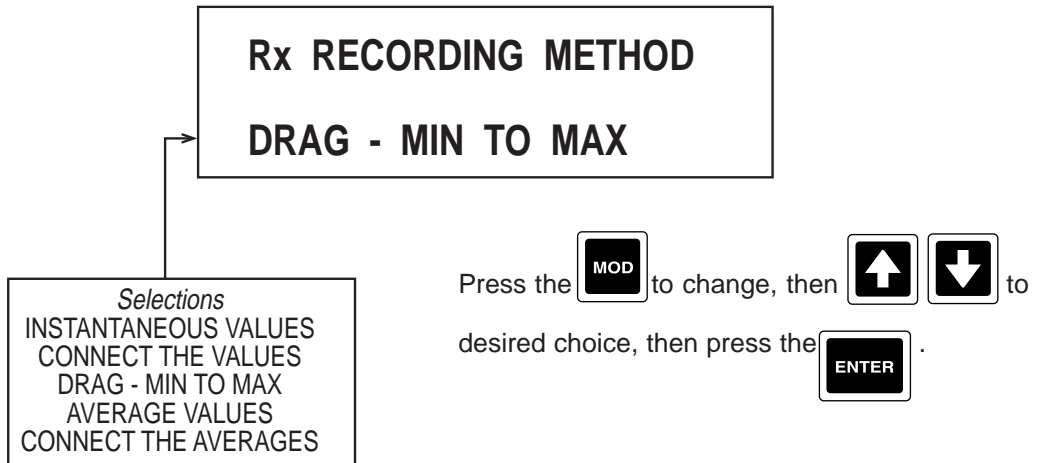 Rx RECORDING METHOD
DRAG - MIN TO MAX
Selections
INSTANTANEOUS VALUES
CONNECT THE VALUES
DRAG - MIN TO MAX
AVERAGE VALUES
CONNECT THE AVERAGES
Press the MOD to change, then to
desired choice, then press the ENTER .